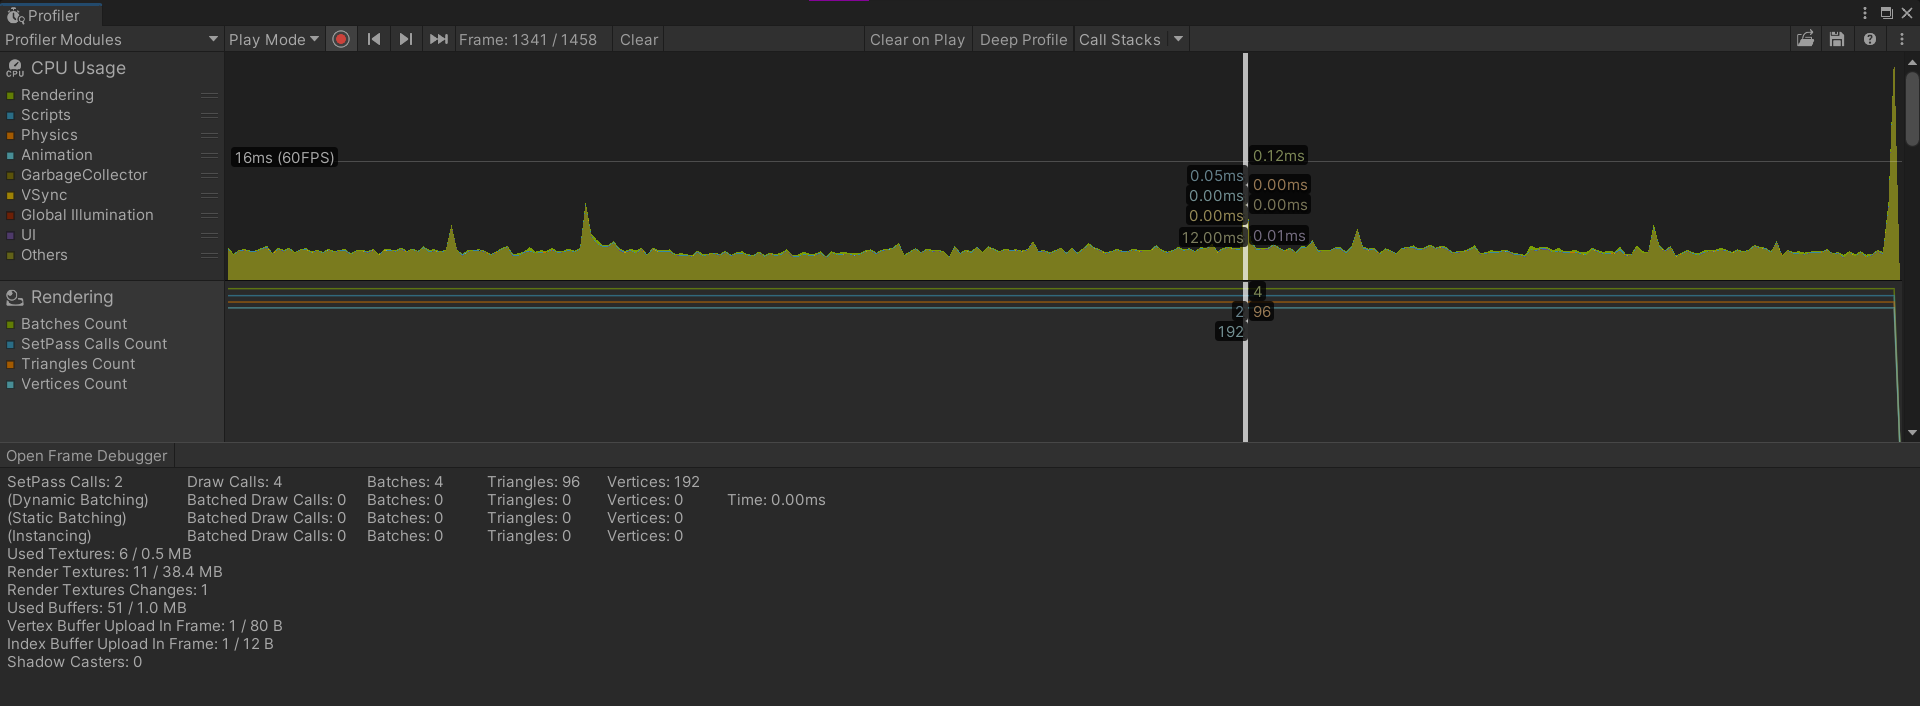 Profiler
Profiler Modules Play Mode Frame: 1341 / 1458 Clear Clear on Play Deep Profile Call Stacks
CPU CPU Usage
Rendering
Scripts
Physics
Animation
GarbageCollector
VSync
Global Illumination
UI
Others
16ms (60FPS)
0.12ms
0.05ms
0.00ms
0.00ms
0.00ms
0.00ms
12.00ms
0.01ms
Rendering
Batches Count
SetPass Calls Count
Triangles Count
Vertices Count
4
2 96
192
Open Frame Debugger
SetPass Calls: 2 Draw Calls: 4 Batches: 4 Triangles: 96 Vertices: 192
(Dynamic Batching) Batched Draw Calls: 0 Batches: 0 Triangles: 0 Vertices: 0 Time: 0.00ms
(Static Batching) Batched Draw Calls: 0 Batches: 0 Triangles: 0 Vertices: 0
(Instancing) Batched Draw Calls: 0 Batches: 0 Triangles: 0 Vertices: 0
Used Textures: 6 / 0.5 MB
Render Textures: 11 / 38.4 MB
Render Textures Changes: 1
Used Buffers: 51 / 1.0 MB
Vertex Buffer Upload In Frame: 1 / 80 B
Index Buffer Upload In Frame: 1 / 12 B
Shadow Casters: 0